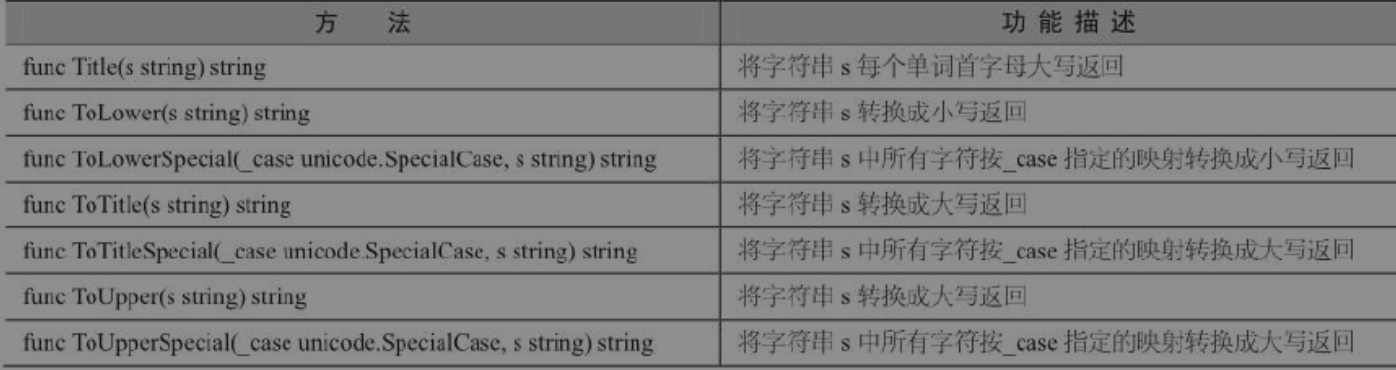 方 法 功 能 描 述
func Title(s string) string 将字符串 s 每个单词首字母大写返回
func ToLower(s string) string 将字符串 s 转换成小写返回
func ToLowerSpecial(_case unicode.SpecialCase, s string) string 将字符串 s 中所有字符按_case 指定的映射转换成小写返回
func ToTitle(s string) string 将字符串 s 转换成大写返回
func ToTitleSpecial(_case unicode.SpecialCase, s string) string 将字符串 s 中所有字符按_case 指定的映射转换成大写返回
func ToUpper(s string) string 将字符串 s 转换成大写返回
func ToUpperSpecial(_case unicode.SpecialCase, s string) string 将字符串 s 中所有字符按_case 指定的映射转换成大写返回